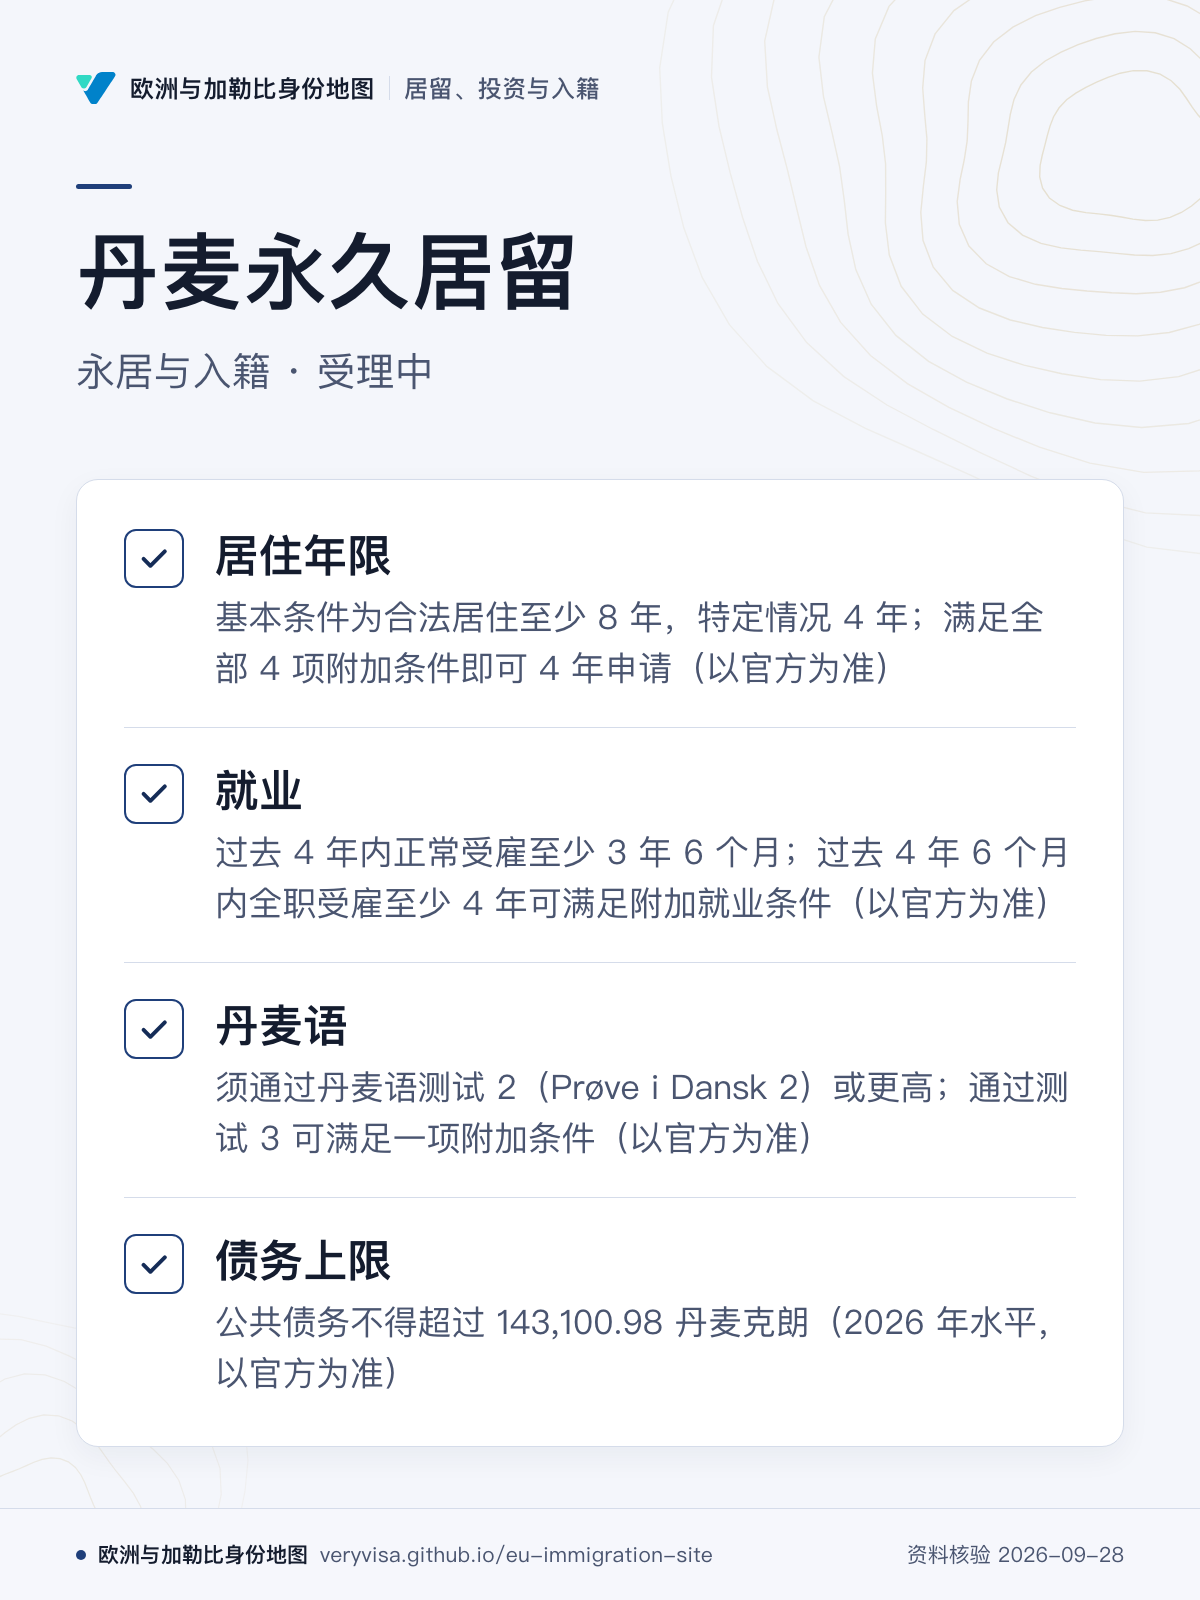 欧洲与加勒比身份地图 居留、投资与入籍
丹麦永久居留
永居与入籍 · 受理中
居住年限
基本条件为合法居住至少 8 年，特定情况 4 年；满足全
部 4 项附加条件即可 4 年申请（以官方为准）
就业
过去 4 年内正常受雇至少 3 年 6 个月；过去 4 年 6 个月
内全职受雇至少 4 年可满足附加就业条件（以官方为准）
丹麦语
须通过丹麦语测试 2（Prøve i Dansk 2）或更高；通过测
试 3 可满足一项附加条件（以官方为准）
债务上限
公共债务不得超过 143,100.98 丹麦克朗（2026 年水平，
以官方为准）
欧洲与加勒比身份地图 veryvisa.github.io/eu-immigration-site 资料核验 2026-09-28